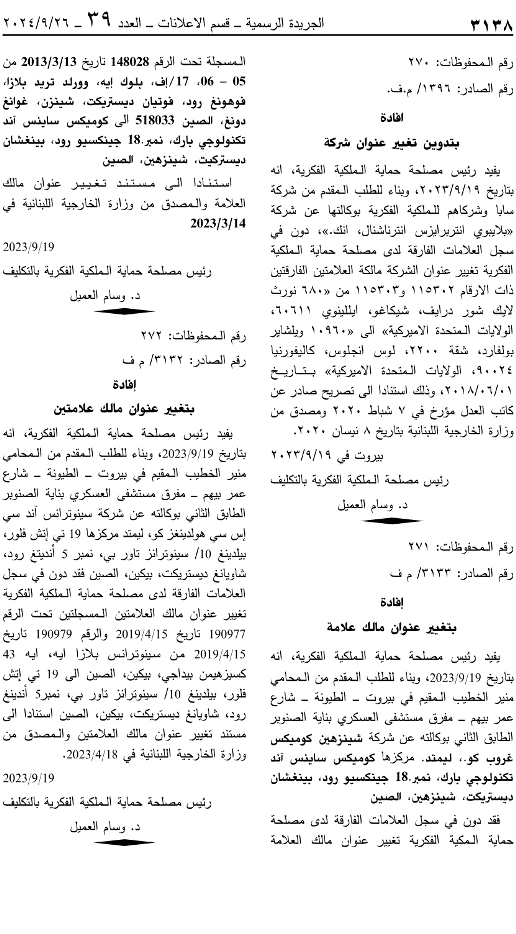 ٣١٣٨
الجريدة الرسمية ــ قسم الاعلانات ــ العدد ٣٩ ــ ٢٠٢٤/٩/٢٦
رقم المحفوظات: ٢٧٠
رقم الصادر: ١٣٩٦/ م.ف.
افادة
بتدوين تغيير عنوان شركة
يفيد رئيس مصلحة حماية الملكية الفكرية، انه
بتاريخ ٢٠٢٣/٩/١٩، وبناء للطلب المقدم من شركة
سابا وشركاهم للملكية الفكرية بوكالتها عن شركة
«بلايبوي انتربرايزس انترناشنال، انك.»، دون في
سجل العلامات الفارقة لدى مصلحة حماية الملكية
الفكرية تغيير عنوان الشركة مالكة العلامتين الفارقتين
ذات الارقام ١١٥٣٠٢ و١١٥٣٠٣ من «٦٨٠ نورث
لايك شور درايف، شيكاغو، ايللينوي ٦٠٦١١،
الولايات المتحدة الاميركية» الى «١٠٩٦٠ ويلشاير
بولفارد، شقة ٢٢٠٠، لوس انجلوس، كاليفورنيا
٩٠٠٢٤، الولايات المتحدة الاميركية» بتاريخ
٢٠١٨/٠٦/٠١، وذلك استنادا الى تصريح صادر عن
كاتب العدل مؤرخ في ٧ شباط ٢٠٢٠ ومصدق من
وزارة الخارجية اللبنانية بتاريخ ٨ نيسان ٢٠٢٠.
بيروت في ٢٠٢٣/٩/١٩
رئيس مصلحة حماية الملكية الفكرية بالتكليف
د. وسام العميل
رقم المحفوظات: ٢٧١
رقم الصادر: ٣١٣٣/ م ف
إفادة
بتغيير عنوان مالك علامة
يفيد رئيس مصلحة حماية الملكية الفكرية، انه
بتاريخ 2023/9/19، وبناء للطلب المقدم من المحامي
منير الخطيب المقيم في بيروت – الطيونة – شارع
عمر بيهم – مفرق مستشفى العسكري بناية الصنوبر
الطابق الثاني بوكالته عن شركة شينزهين كوميكس
غروب كو.، ليمتد. مركزها كوميكس ساينس آند
تكنولوجي بارك، نمبر.18 جينكسيو رود، بينغشان
ديستريكت، شينزهين، الصين
فقد دون في سجل العلامات الفارقة لدى مصلحة
حماية المكية الفكرية تغيير عنوان مالك العلامة
المسجلة تحت الرقم 148028 تاريخ 2013/3/13 من
05 – 06، 17/إف، بلوك إيه، وورلد تريد بلازا،
فوهونغ رود، فوتيان ديستريكت، شينزن، غوانغ
دونغ، الصين 518033 الى كوميكس ساينس آند
تكنولوجي بارك، نمبر.18 جينكسيو رود، بينغشان
ديستركيت، شينزهين، الصين
استنادا الى مستند تغيير عنوان مالك
العلامة والمصدق من وزارة الخارجية اللبنانية في
2023/3/14
2023/9/19
رئيس مصلحة حماية الملكية الفكرية بالتكليف
د. وسام العميل
رقم المحفوظات: ٢٧٢
رقم الصادر: ٣١٣٢/ م ف
إفادة
بتغيير عنوان مالك علامتين
يفيد رئيس مصلحة حماية الملكية الفكرية، انه
بتاريخ 2023/9/19، وبناء للطلب المقدم من المحامي
منير الخطيب المقيم في بيروت – الطيونة – شارع
عمر بيهم – مفرق مستشفى العسكري بناية الصنوبر
الطابق الثاني بوكالته عن شركة سينوترانس آند سي
إس سي هولدينغز كو، ليمتد مركزها 19 تي إتش فلور،
بيلدينغ 10/ سينوترانز تاور بي، نمبر 5 أنديتغ رود،
شاويانغ ديستريكت، بيكين، الصين فقد دون في سجل
العلامات الفارقة لدى مصلحة حماية الملكية الفكرية
تغيير عنوان مالك العلامتين المسجلتين تحت الرقم
190977 تاريخ 2019/4/15 والرقم 190979 تاريخ
2019/4/15 من سينوترانس بلازا ايه، ايه 43
كسيزهيمن بيداجي، بيكين، الصين الى 19 تي إتش
فلور، بيلدينغ 10/ سينوترانز تاور بي، نمبر5 أندينغ
رود، شاويانغ ديستريكت، بيكين، الصين استنادا الى
مستند تغيير عنوان مالك العلامتين والمصدق من
وزارة الخارجية اللبنانية في 2023/4/18.
2023/9/19
رئيس مصلحة حماية الملكية الفكرية بالتكليف
د. وسام العميل